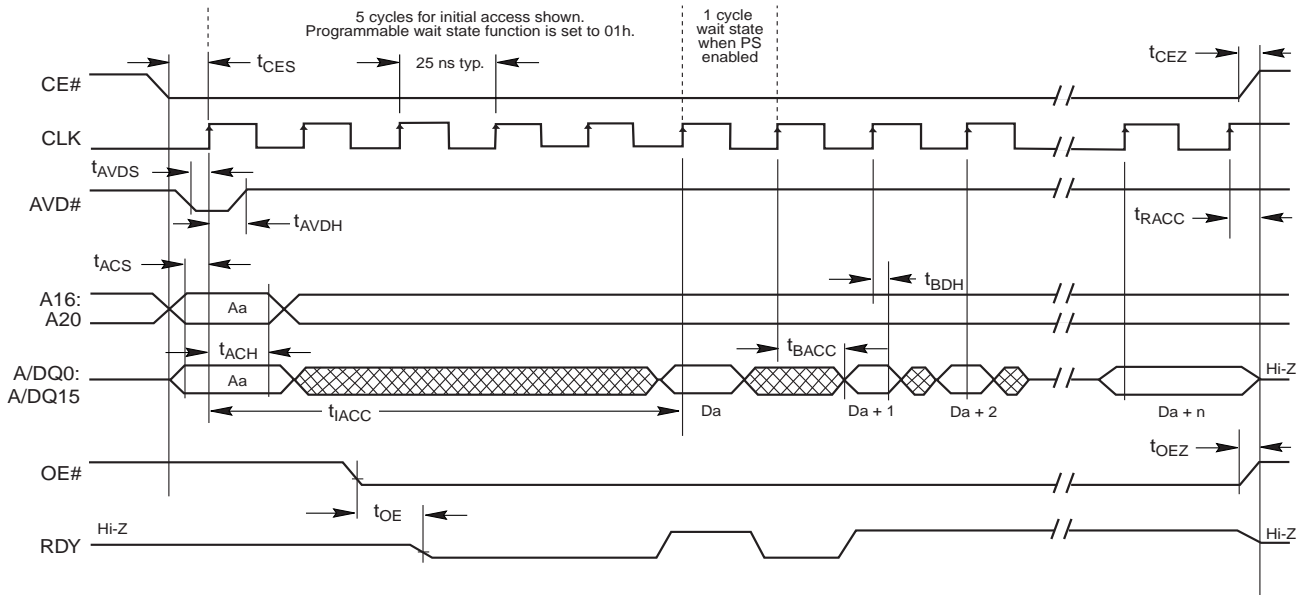 5 cycles for initial access shown.
Programmable wait state function is set to 01h.
1 cycle
wait state
when PS
enabled
tCES
25 ns typ.
tCEZ
CE#
CLK
tAVDS
AVD#
tAVDH
tRACC
tACS
A16:
A20
Aa
tBDH
tACH
tBACC
A/DQ0:
A/DQ15
Aa
Hi-Z
tIACC
Da
Da + 1
Da + 2
Da + n
OE#
tOEZ
tOE
RDY
Hi-Z
Hi-Z